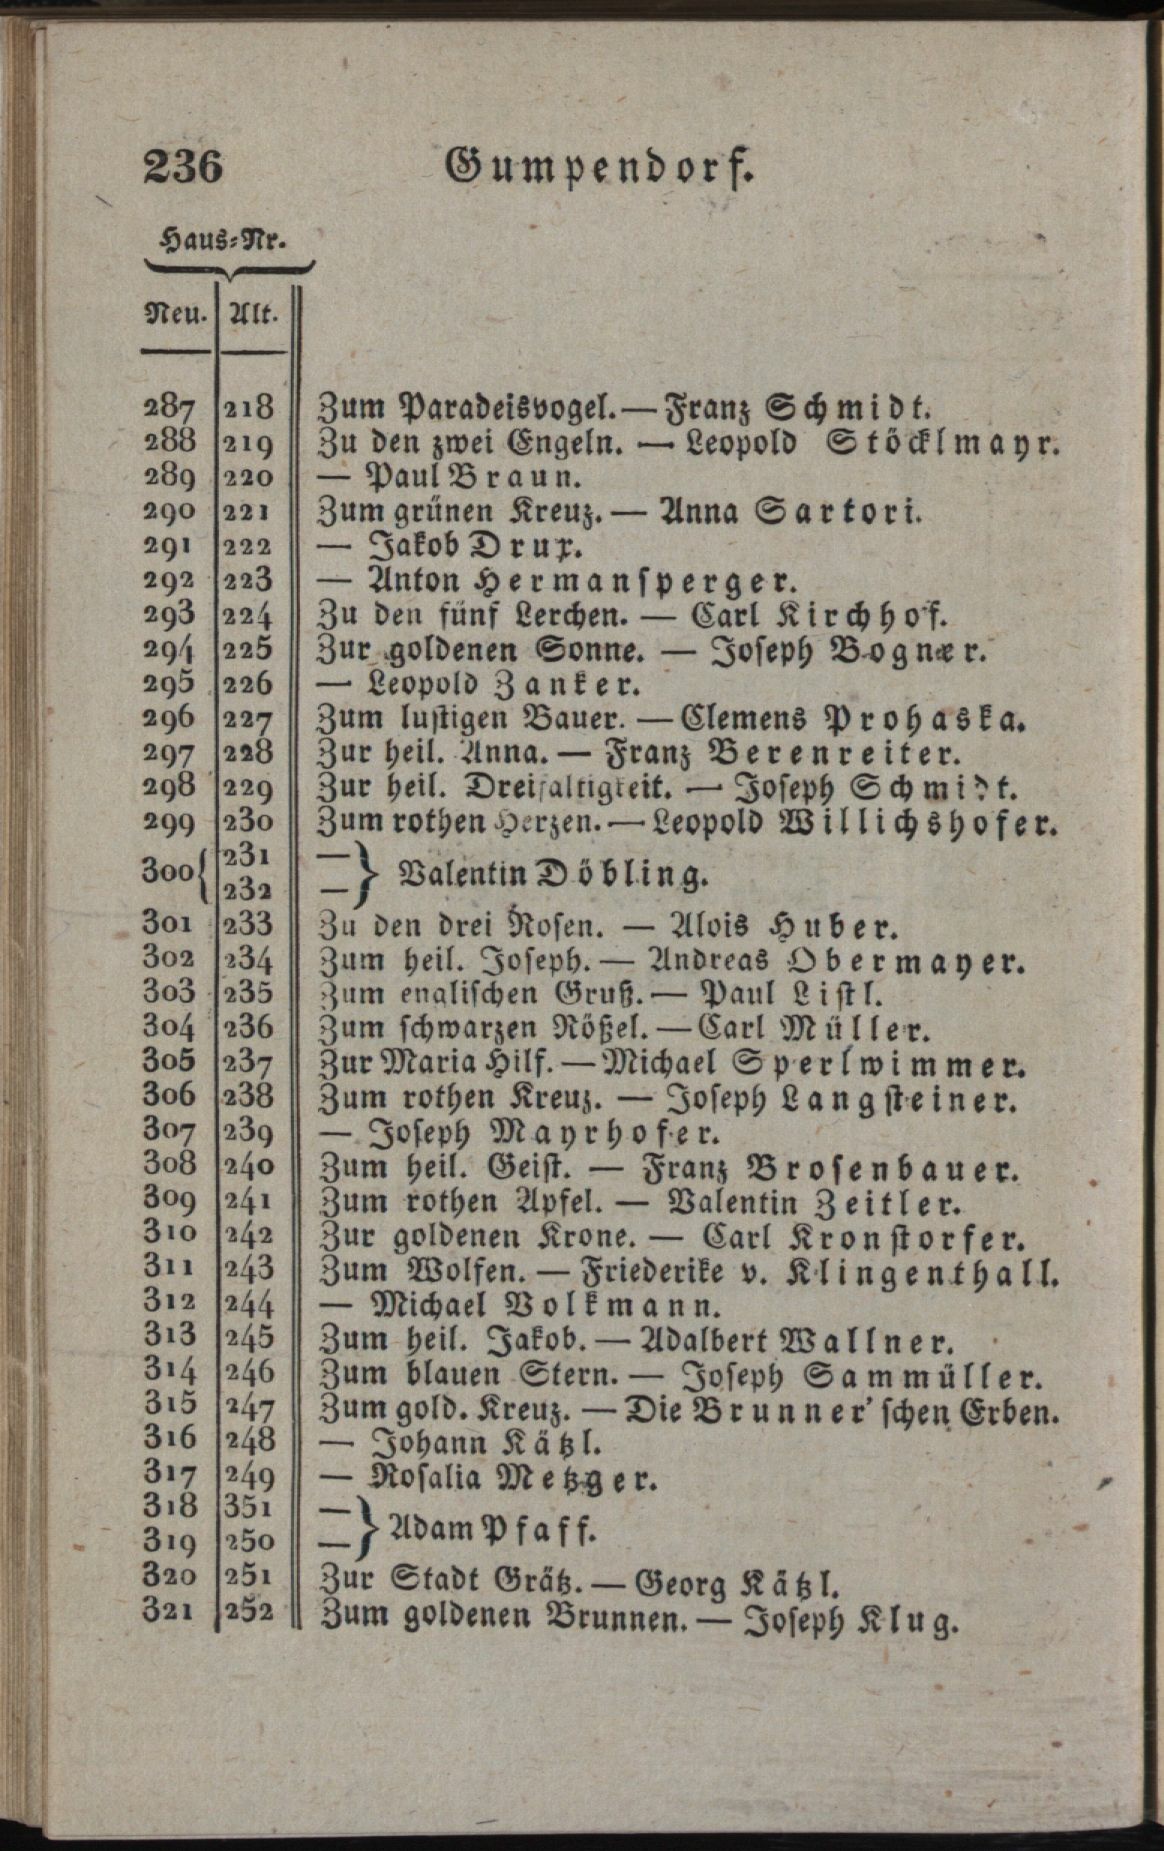 236 Gumpendorf.
Haus-Nr.
Neu. Alt.
287 218 Zum Paradeisvogel. — Franz Schmidt.
288 219 Zu den zwei Engeln. — Leopold Stöcklmayr.
289 220 — Paul Braun.
290 221 Zum grünen Kreuz. — Anna Sartori.
291 222 — Jakob Drux.
292 223 — Anton Hermansperger.
293 224 Zu den fünf Lerchen. — Carl Kirchhof.
294 225 Zur goldenen Sonne. — Joseph Bogner.
295 226 — Leopold Zanker.
296 227 Zum lustigen Bauer. — Clemens Prohaska.
297 228 Zur heil. Anna. — Franz Berenreiter.
298 229 Zur heil. Dreifaltigkeit. — Joseph Schmidt.
299 230 Zum rothen Herzen. — Leopold Willichshofer.
300 { 231 232 — — } Valentin Döbling.
301 233 Zu den drei Rosen. — Alois Huber.
302 234 Zum heil. Joseph. — Andreas Obermayer.
303 235 Zum englischen Gruß. — Paul Listl.
304 236 Zum schwarzen Rößel. — Carl Müller.
305 237 Zur Maria Hilf. — Michael Sperlwimmer.
306 238 Zum rothen Kreuz. — Joseph Langsteiner.
307 239 — Joseph Mayrhofer.
308 240 Zum heil. Geist. — Franz Brosenbauer.
309 241 Zum rothen Apfel. — Valentin Zeitler.
310 242 Zur goldenen Krone. — Carl Kronstorfer.
311 243 Zum Wolfen. — Friederike v. Klingenthall.
312 244 — Michael Volkmann.
313 245 Zum heil. Jakob. — Adalbert Wallner.
314 246 Zum blauen Stern. — Joseph Sammüller.
315 247 Zum gold. Kreuz. — Die Brunner'schen Erben.
316 248 — Johann Kätzl.
317 249 — Rosalia Metzger.
318 351 — } Adam Pfaff.
319 250 —
320 251 Zur Stadt Grätz. — Georg Kätzl.
321 252 Zum goldenen Brunnen. — Joseph Klug.